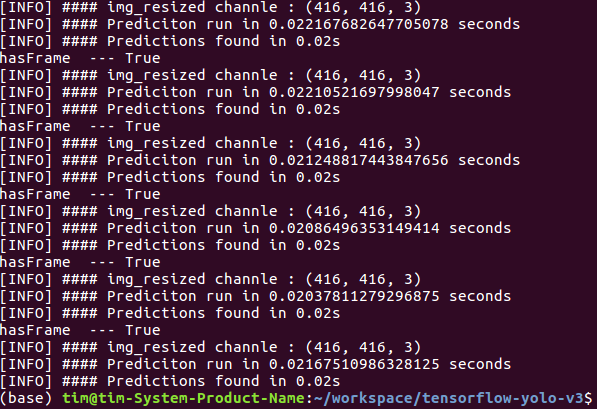 [INFO] #### img_resized channle : (416, 416, 3)
[INFO] #### Prediciton run in 0.022167682647705078 seconds
[INFO] #### Predictions found in 0.02s
hasFrame  --- True
[INFO] #### img_resized channle : (416, 416, 3)
[INFO] #### Prediciton run in 0.02210521697998047 seconds
[INFO] #### Predictions found in 0.02s
hasFrame  --- True
[INFO] #### img_resized channle : (416, 416, 3)
[INFO] #### Prediciton run in 0.021248817443847656 seconds
[INFO] #### Predictions found in 0.02s
hasFrame  --- True
[INFO] #### img_resized channle : (416, 416, 3)
[INFO] #### Prediciton run in 0.02086496353149414 seconds
[INFO] #### Predictions found in 0.02s
hasFrame  --- True
[INFO] #### img_resized channle : (416, 416, 3)
[INFO] #### Prediciton run in 0.02037811279296875 seconds
[INFO] #### Predictions found in 0.02s
hasFrame  --- True
[INFO] #### img_resized channle : (416, 416, 3)
[INFO] #### Prediciton run in 0.02167510986328125 seconds
[INFO] #### Predictions found in 0.02s
(base) tim@tim-System-Product-Name:~/workspace/tensorflow-yolo-v3$